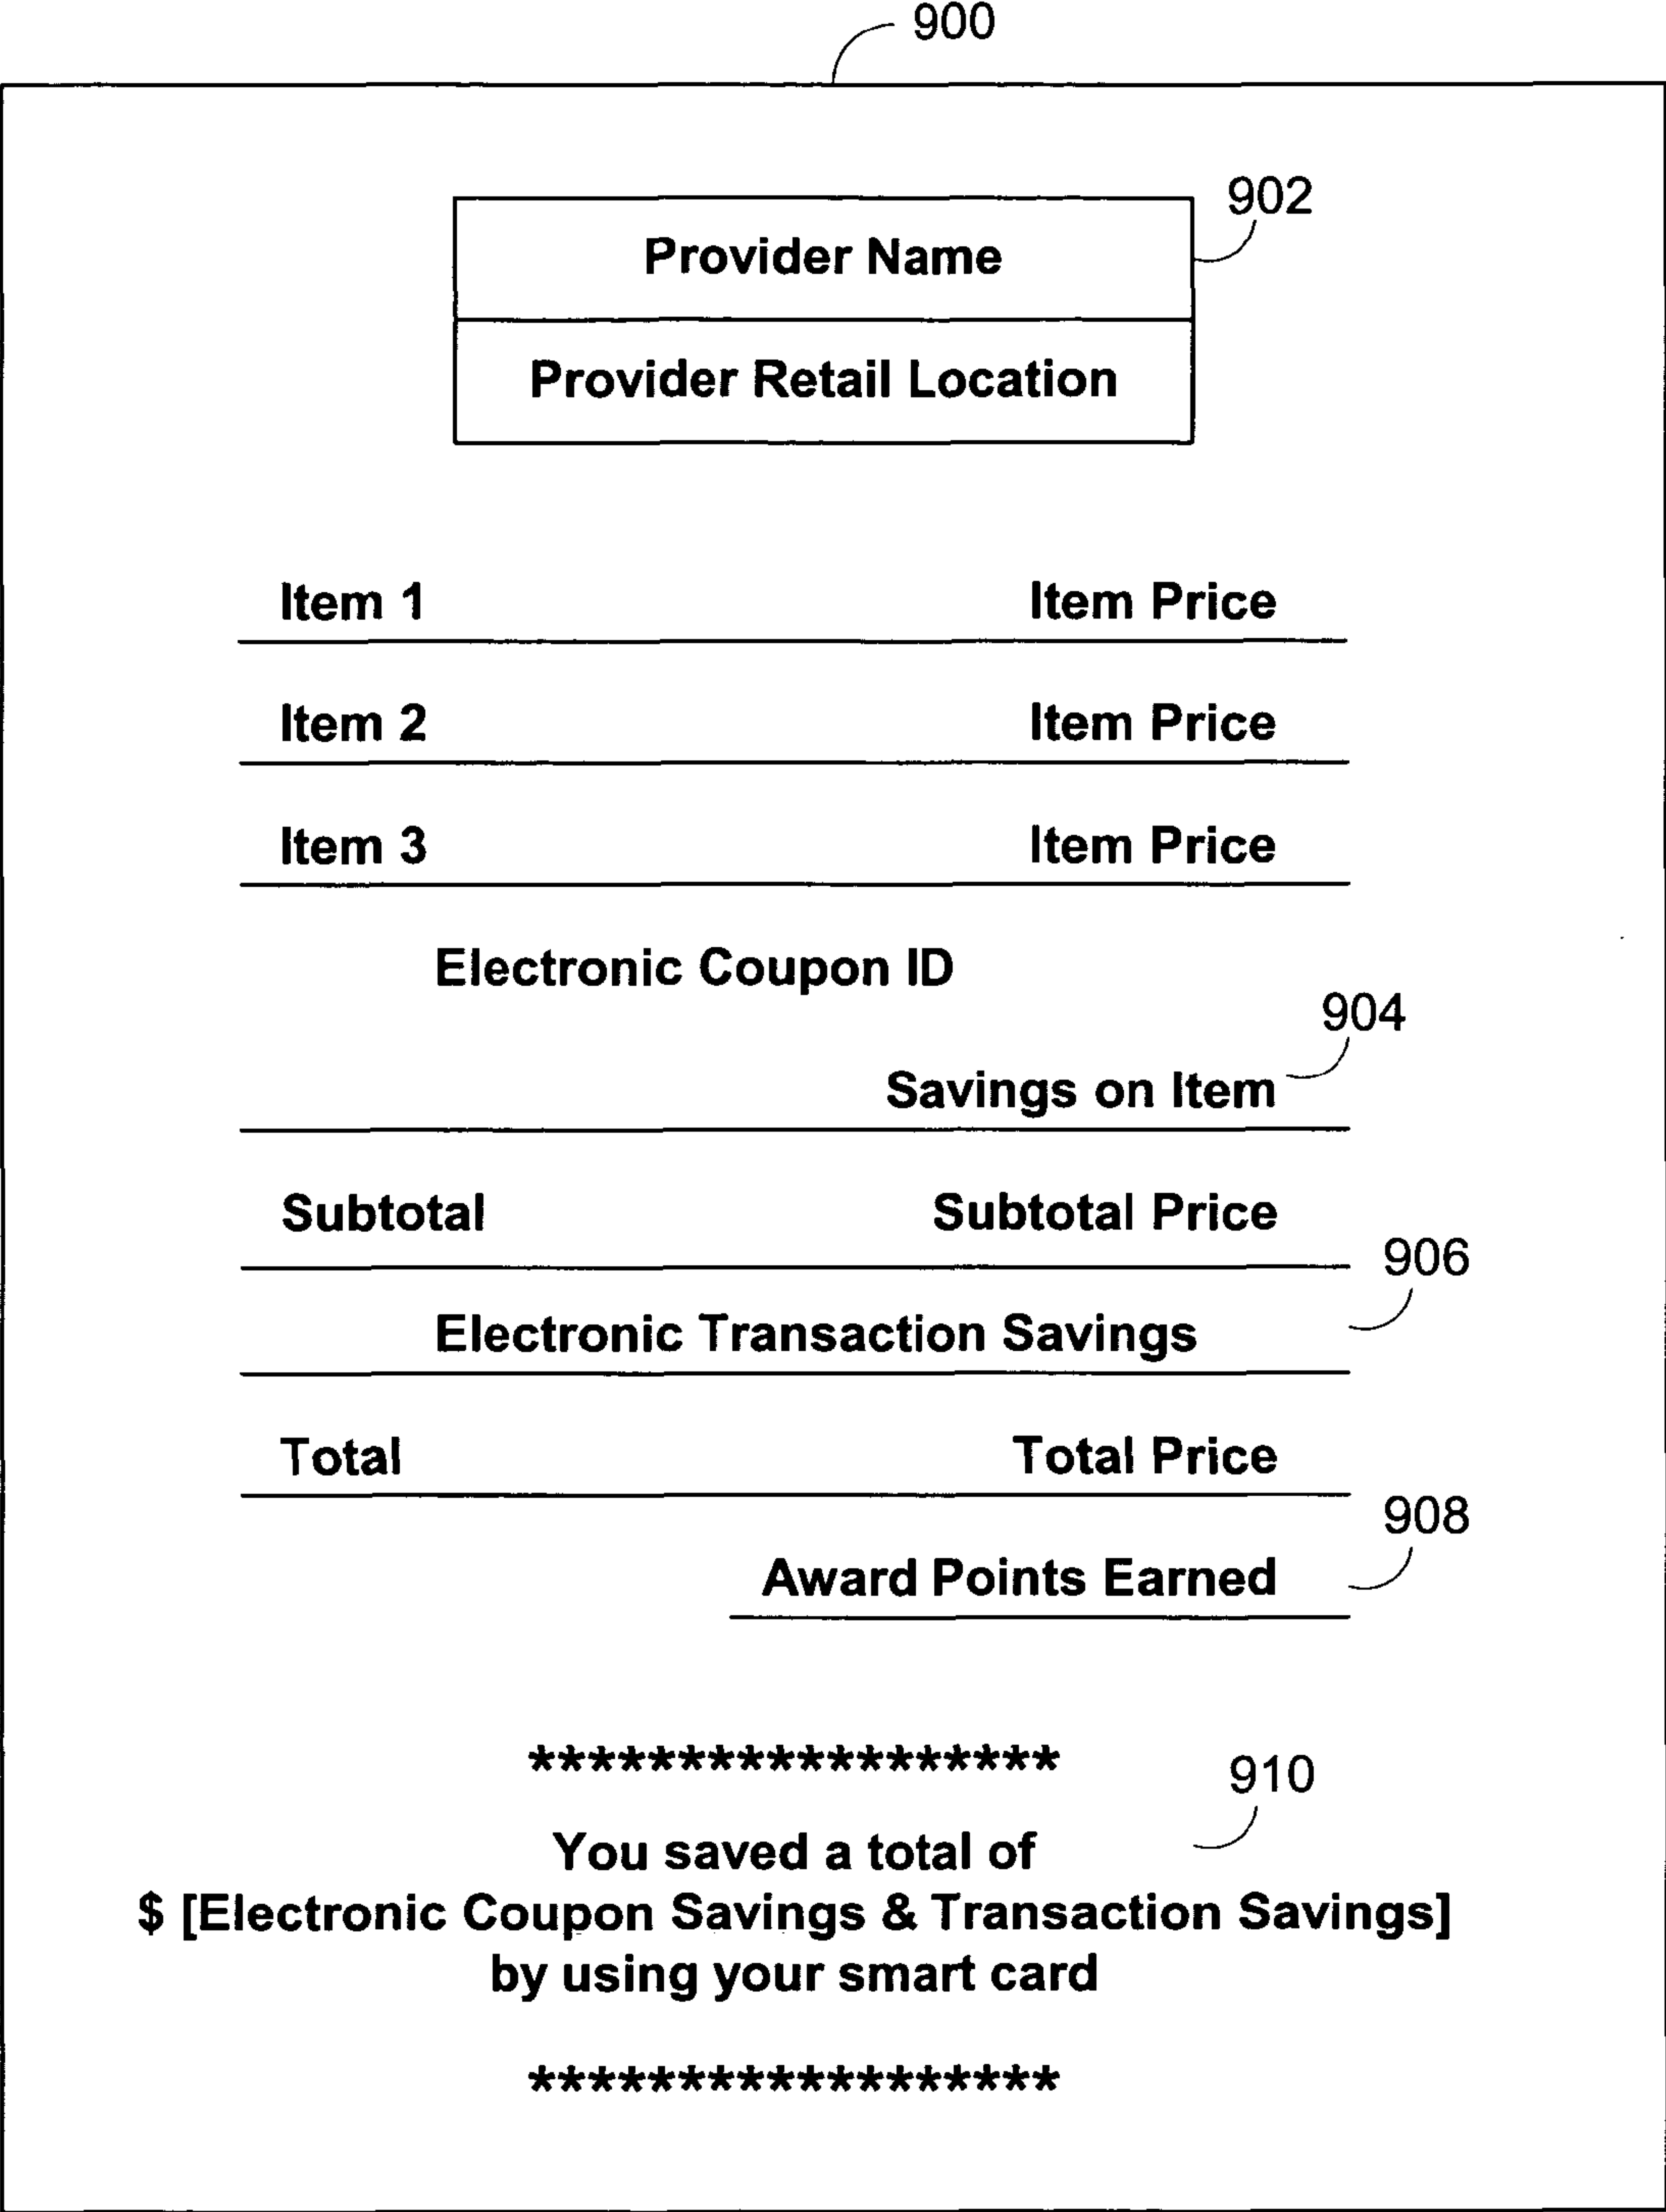 900
902
Provider Name
Provider Retail Location
Item 1 Item Price
Item 2 Item Price
Item 3 Item Price
Electronic Coupon ID
904
Savings on Item
Subtotal Subtotal Price
906
Electronic Transaction Savings
Total Total Price
908
Award Points Earned
******************
910
You saved a total of
$ [Electronic Coupon Savings & Transaction Savings]
by using your smart card
******************